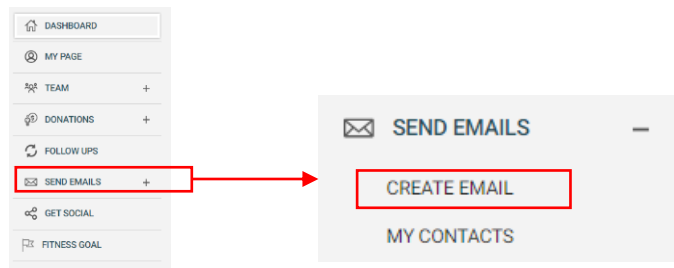 DASHBOARD
MY PAGE
TEAM +
DONATIONS +
FOLLOW UPS
SEND EMAILS +
GET SOCIAL
FITNESS GOAL
SEND EMAILS –
CREATE EMAIL
MY CONTACTS